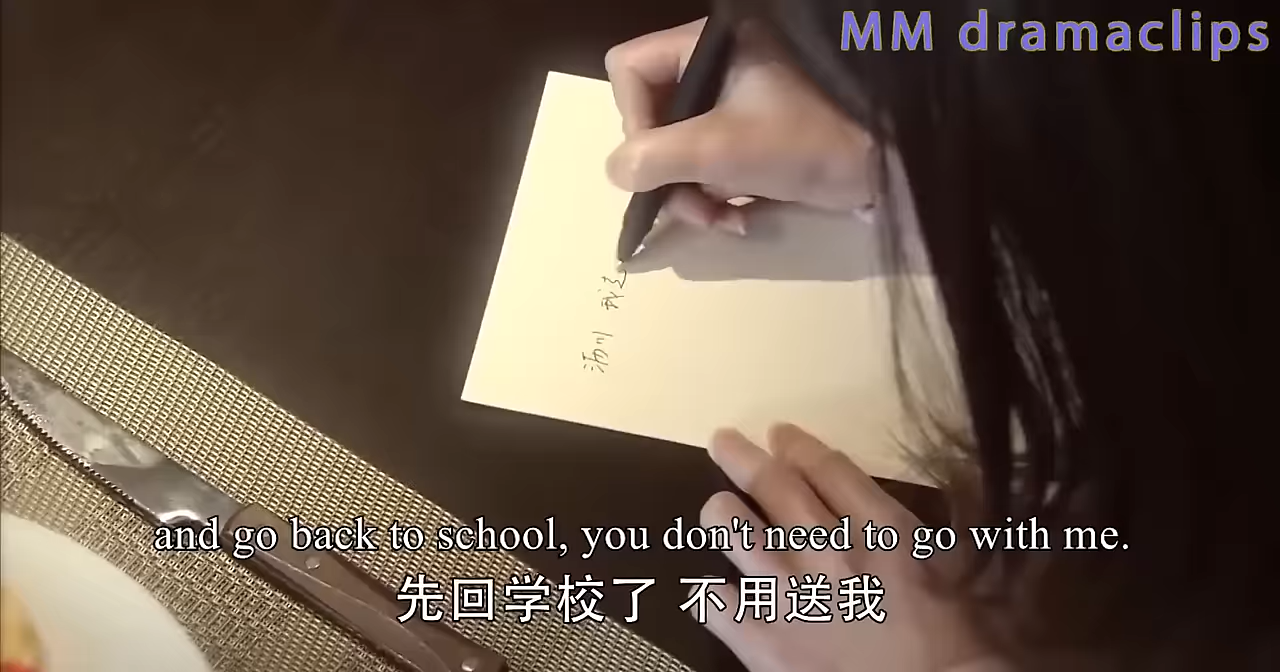 MM dramaclips
沥川 我
and go back to school, you don't need to go with me.
先回学校了 不用送我